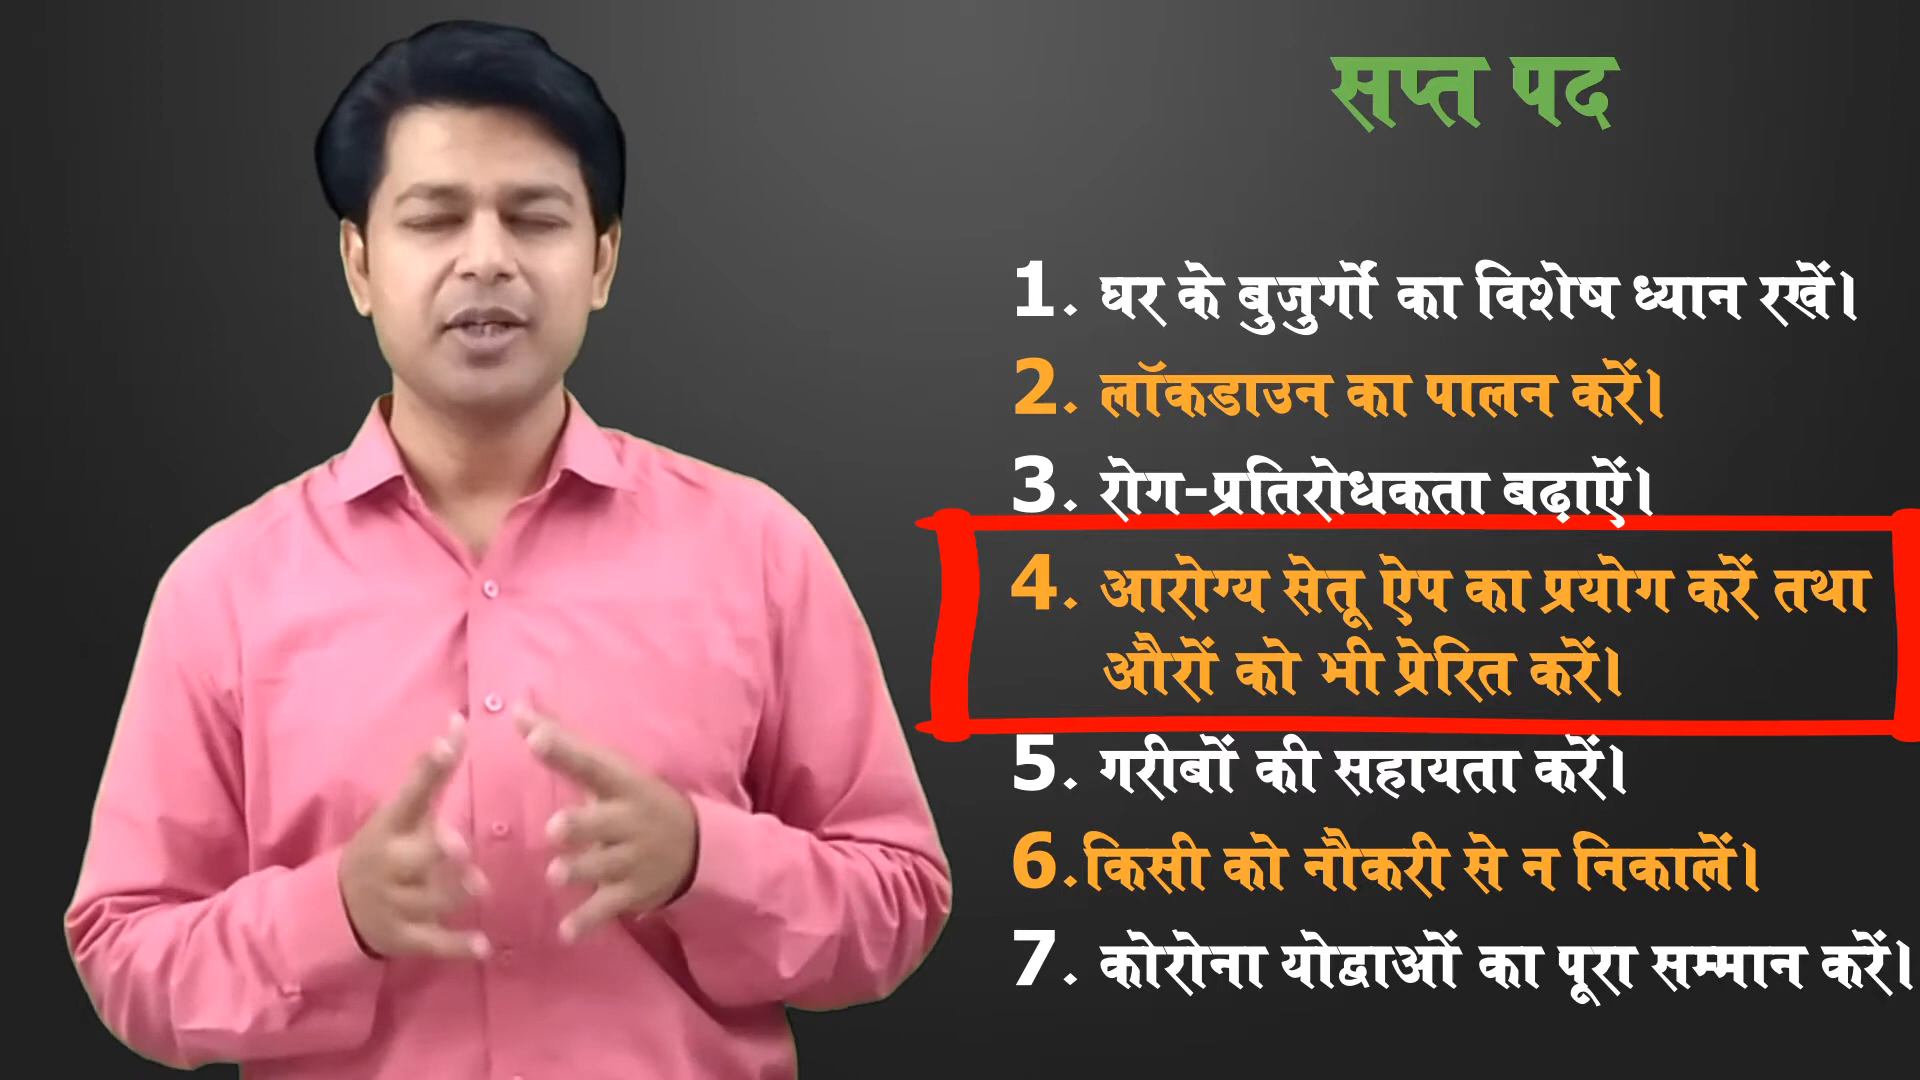 सप्त पद
1. घर के बुजुर्गों का विशेष ध्यान रखें।
2. लॉकडाउन का पालन करें।
3. रोग-प्रतिरोधकता बढ़ाऐं।
4. आरोग्य सेतू ऐप का प्रयोग करें तथा
औरों को भी प्रेरित करें।
5. गरीबों की सहायता करें।
6.किसी को नौकरी से न निकालें।
7. कोरोना योद्वाओं का पूरा सम्मान करें।